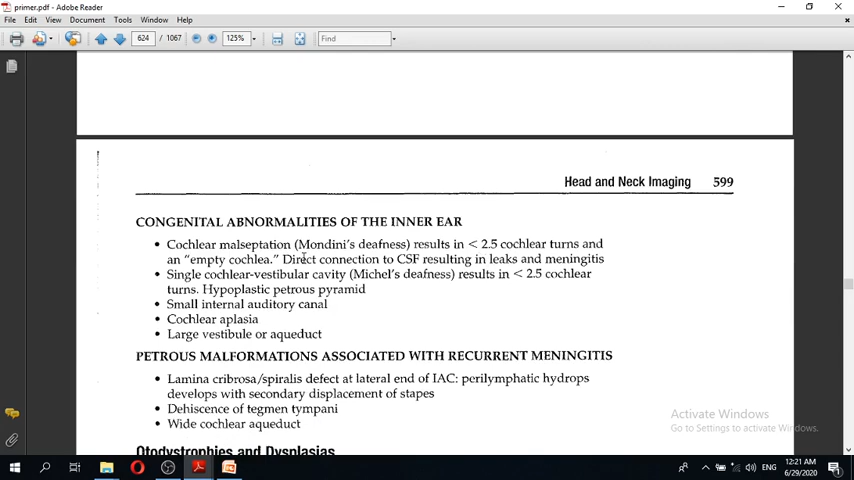 primer.pdf - Adobe Reader
File Edit View Document Tools Window Help
624 / 1067 125% Find
Head and Neck Imaging 599
CONGENITAL ABNORMALITIES OF THE INNER EAR
• Cochlear malseptation (Mondini's deafness) results in < 2.5 cochlear turns and
an "empty cochlea." Direct connection to CSF resulting in leaks and meningitis
• Single cochlear-vestibular cavity (Michel's deafness) results in < 2.5 cochlear
turns. Hypoplastic petrous pyramid
• Small internal auditory canal
• Cochlear aplasia
• Large vestibule or aqueduct
PETROUS MALFORMATIONS ASSOCIATED WITH RECURRENT MENINGITIS
• Lamina cribrosa/spiralis defect at lateral end of IAC: perilymphatic hydrops
develops with secondary displacement of stapes
• Dehiscence of tegmen tympani
• Wide cochlear aqueduct
Otodystrophies and Dysplasias
Activate Windows
Go to Settings to activate Windows.
ENG
12:21 AM
6/29/2020